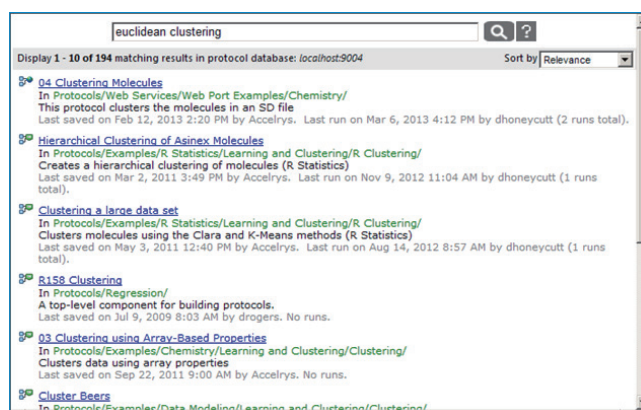 euclidean clustering
?
Display 1 - 10 of 194 matching results in protocol database: localhost:9004
Sort by Relevance
04 Clustering Molecules
In Protocols/Web Services/Web Port Examples/Chemistry/
This protocol clusters the molecules in an SD file
Last saved on Feb 12, 2013 2:20 PM by Accelrys. Last run on Mar 6, 2013 4:12 PM by dhoneycutt (2 runs total).
Hierarchical Clustering of Asinex Molecules
In Protocols/Examples/R Statistics/Learning and Clustering/R Clustering/
Creates a hierarchical clustering of molecules (R Statistics)
Last saved on Mar 2, 2011 3:49 PM by Accelrys. Last run on Nov 9, 2012 11:04 AM by dhoneycutt (1 runs
total).
Clustering a large data set
In Protocols/Examples/R Statistics/Learning and Clustering/R Clustering/
Clusters molecules using the Clara and K-Means methods (R Statistics)
Last saved on May 3, 2011 12:40 PM by Accelrys. Last run on Aug 14, 2012 8:57 AM by dhoneycutt (1 runs
total).
R158 Clustering
In Protocols/Regression/
A top-level component for building protocols.
Last saved on Jul 9, 2009 8:03 AM by drogers. No runs.
03 Clustering using Array-Based Properties
In Protocols/Examples/Chemistry/Learning and Clustering/Clustering/
Clusters data using array properties
Last saved on Sep 22, 2011 9:00 AM by Accelrys. No runs.
Cluster Beers
In Protocols/Examples/Data Modeling/Learning and Clustering/Clustering/